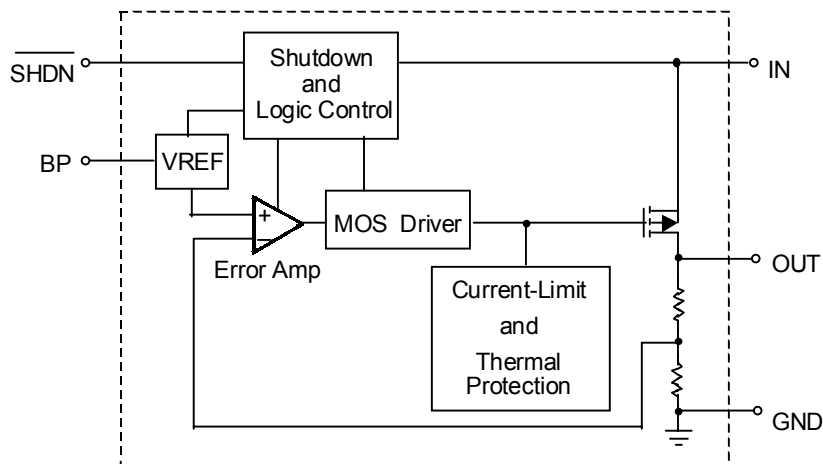 Shutdown
and
Logic Control
SHDN
IN
BP
VREF
+
−
MOS Driver
Error Amp
OUT
Current-Limit
and
Thermal
Protection
GND